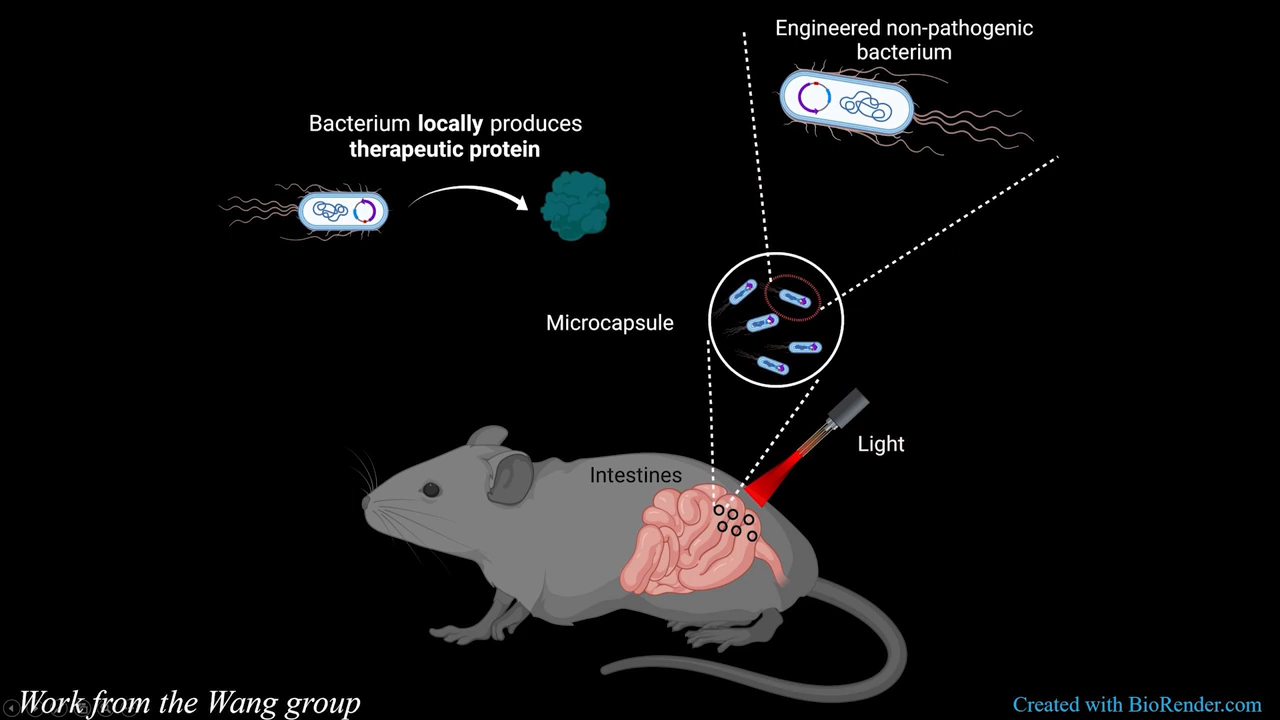 Engineered non-pathogenic
bacterium
Bacterium locally produces
therapeutic protein
Microcapsule
Light
Intestines
Work from the Wang group
Created with BioRender.com